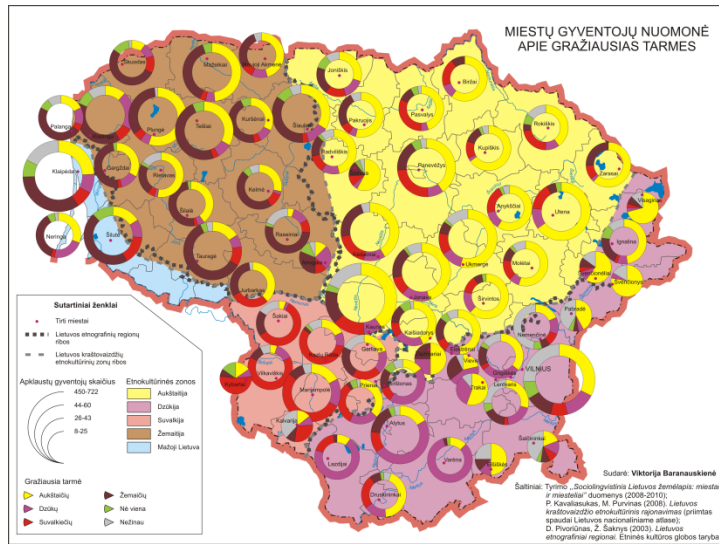 MIESTŲ GYVENTOJŲ NUOMONĖ
APIE GRAŽIAUSIAS TARMES
Skuodas
Mažeikiai
Joniškis
Biržai
Palanga
Plungė
Telšiai
Kuršėnai
Pakruojis
Pasvalys
Rokiškis
Radviliškis
Kupiškis
Klaipėda
Gargždai
Rietavas
Panevėžys
Zarasai
Kelmė
Šilalė
Anykščiai
Utena
Visaginas
Neringa
Šilutė
Raseiniai
Tauragė
Ignalina
Ukmergė
Molėtai
Jurbarkas
Jonava
Širvintos
Švenčionys
Šakiai
Kaunas
Kaišiadorys
Pabradė
Nemenčinė
Kazlų Rūda
Garliava
Vievis
Grigiškės
VILNIUS
Vilkaviškis
Kybartai
Marijampolė
Prienai
Trakai
Lentvaris
Kalvarija
Alytus
Šalčininkai
Lazdijai
Varėna
Eišiškės
Druskininkai
Sutartiniai ženklai
Tirti miestai
Lietuvos etnografinių regionų
ribos
Lietuvos kraštovaizdžių
etnokultūrinių zonų ribos
Apklaustų gyventojų skaičius
450-722
44-60
26-43
8-25
Etnokultūrinės zonos
Aukštaitija
Dzūkija
Suvalkija
Žemaitija
Mažoji Lietuva
Gražiausia tarmė
Aukštaičių
Dzūkų
Suvalkiečių
Žemaičių
Nė viena
Nežinau
Sudarė: Viktorija Baranauskienė
Šaltiniai: Tyrimo „Sociolingvistinis Lietuvos žemėlapis: miestai
ir miesteliai" duomenys (2008-2010);
P. Kavaliauskas, M. Purvinas (2008). Lietuvos
kraštovaizdžio etnokultūrinis rajonavimas (priimtas
spaudai Lietuvos nacionaliniame atlase);
D. Pivoriūnas, Ž. Šaknys (2003). Lietuvos
etnografiniai regionai. Etninės kultūros globos taryba